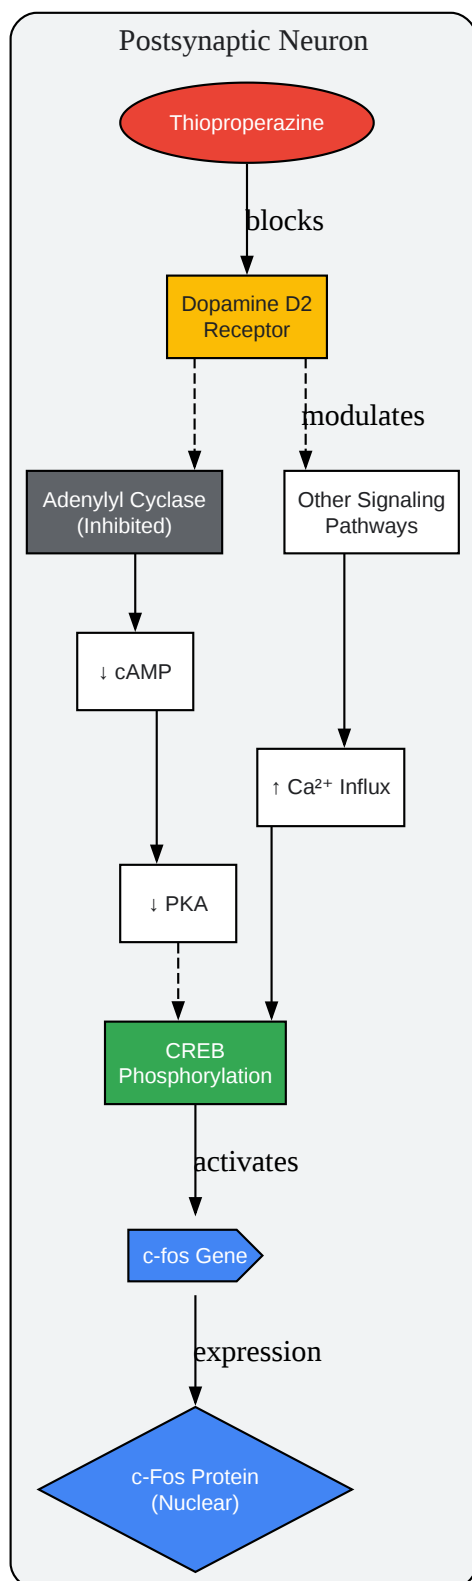 Postsynaptic Neuron
Thioproperazine
blocks
Dopamine D2
Receptor
modulates
Adenylyl Cyclase
(Inhibited)
Other Signaling
Pathways
↓ cAMP
↑ Ca²⁺ Influx
↓ PKA
CREB
Phosphorylation
activates
c-fos Gene
expression
c-Fos Protein
(Nuclear)